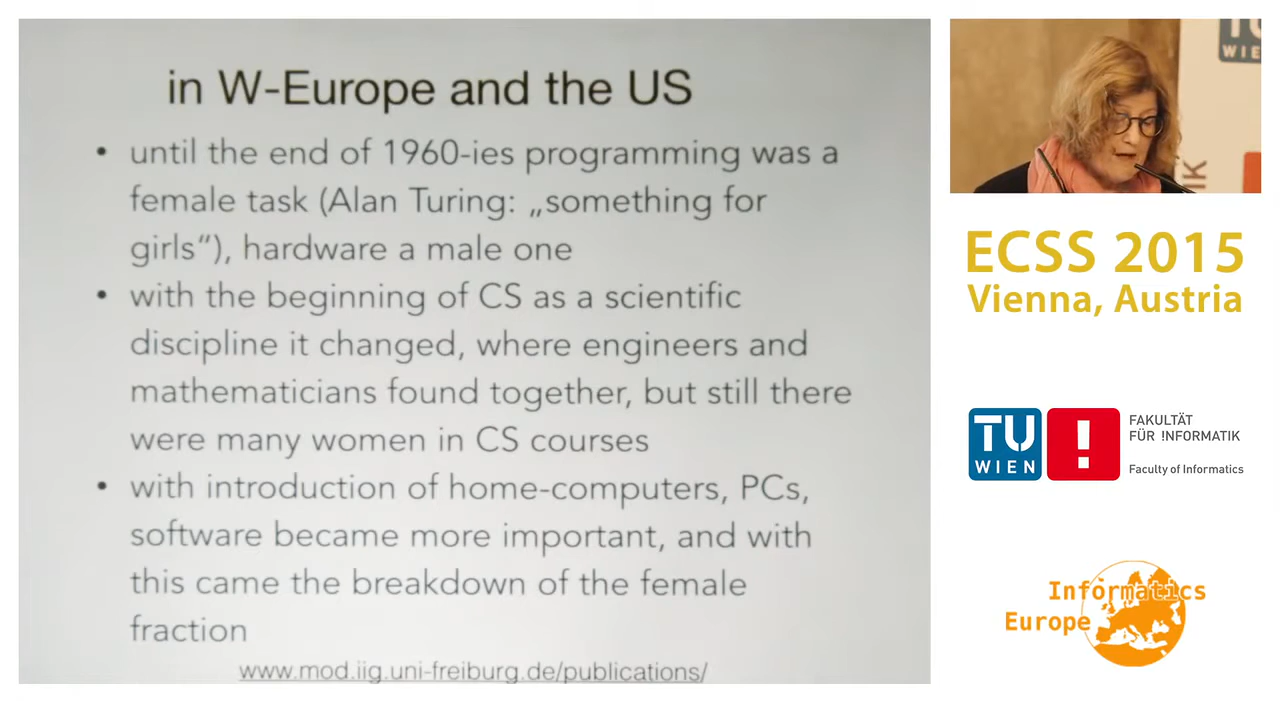 in W-Europe and the US
• until the end of 1960-ies programming was a
female task (Alan Turing: „something for
girls“), hardware a male one
• with the beginning of CS as a scientific
discipline it changed, where engineers and
mathematicians found together, but still there
were many women in CS courses
• with introduction of home-computers, PCs,
software became more important, and with
this came the breakdown of the female
fraction
www.mod.iig.uni-freiburg.de/publications/
TU
WIE
IK
ECSS 2015
Vienna, Austria
TU
WIEN
!
FAKULTÄT
FÜR !NFORMATIK
Faculty of Informatics
Informatics
Europe